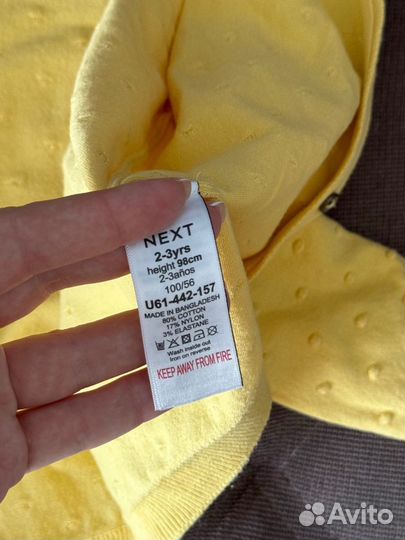 NEXT
2-3yrs
height 98cm
2-3años
100/56
U61-442-157
MADE IN BANGLADESH
80% COTTON
17% NYLON
3% ELASTANE
Wash inside out
Iron on reverse
KEEP AWAY FROM FIRE
Avito